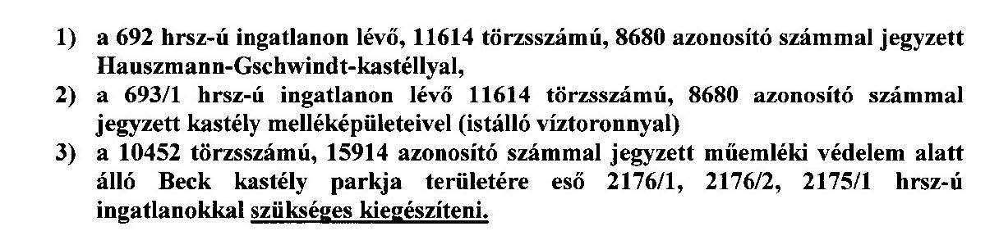 1) a 692 hrsz-ú ingatlanon lévő, 11614 törzsszámú, 8680 azonosító számmal jegyzett
Hauszmann-Gschwindt-kastéllyal,
2) a 693/1 hrsz-ú ingatlanon lévő 11614 törzsszámú, 8680 azonosító számmal
jegyzett kastély melléképületeivel (istálló víztoronnyal)
3) a 10452 törzsszámú, 15914 azonosító számmal jegyzett műemléki védelem alatt
álló Beck kastély parkja területére eső 2176/1, 2176/2, 2175/1 hrsz-ú
ingatlanokkal szükséges kiegészíteni.